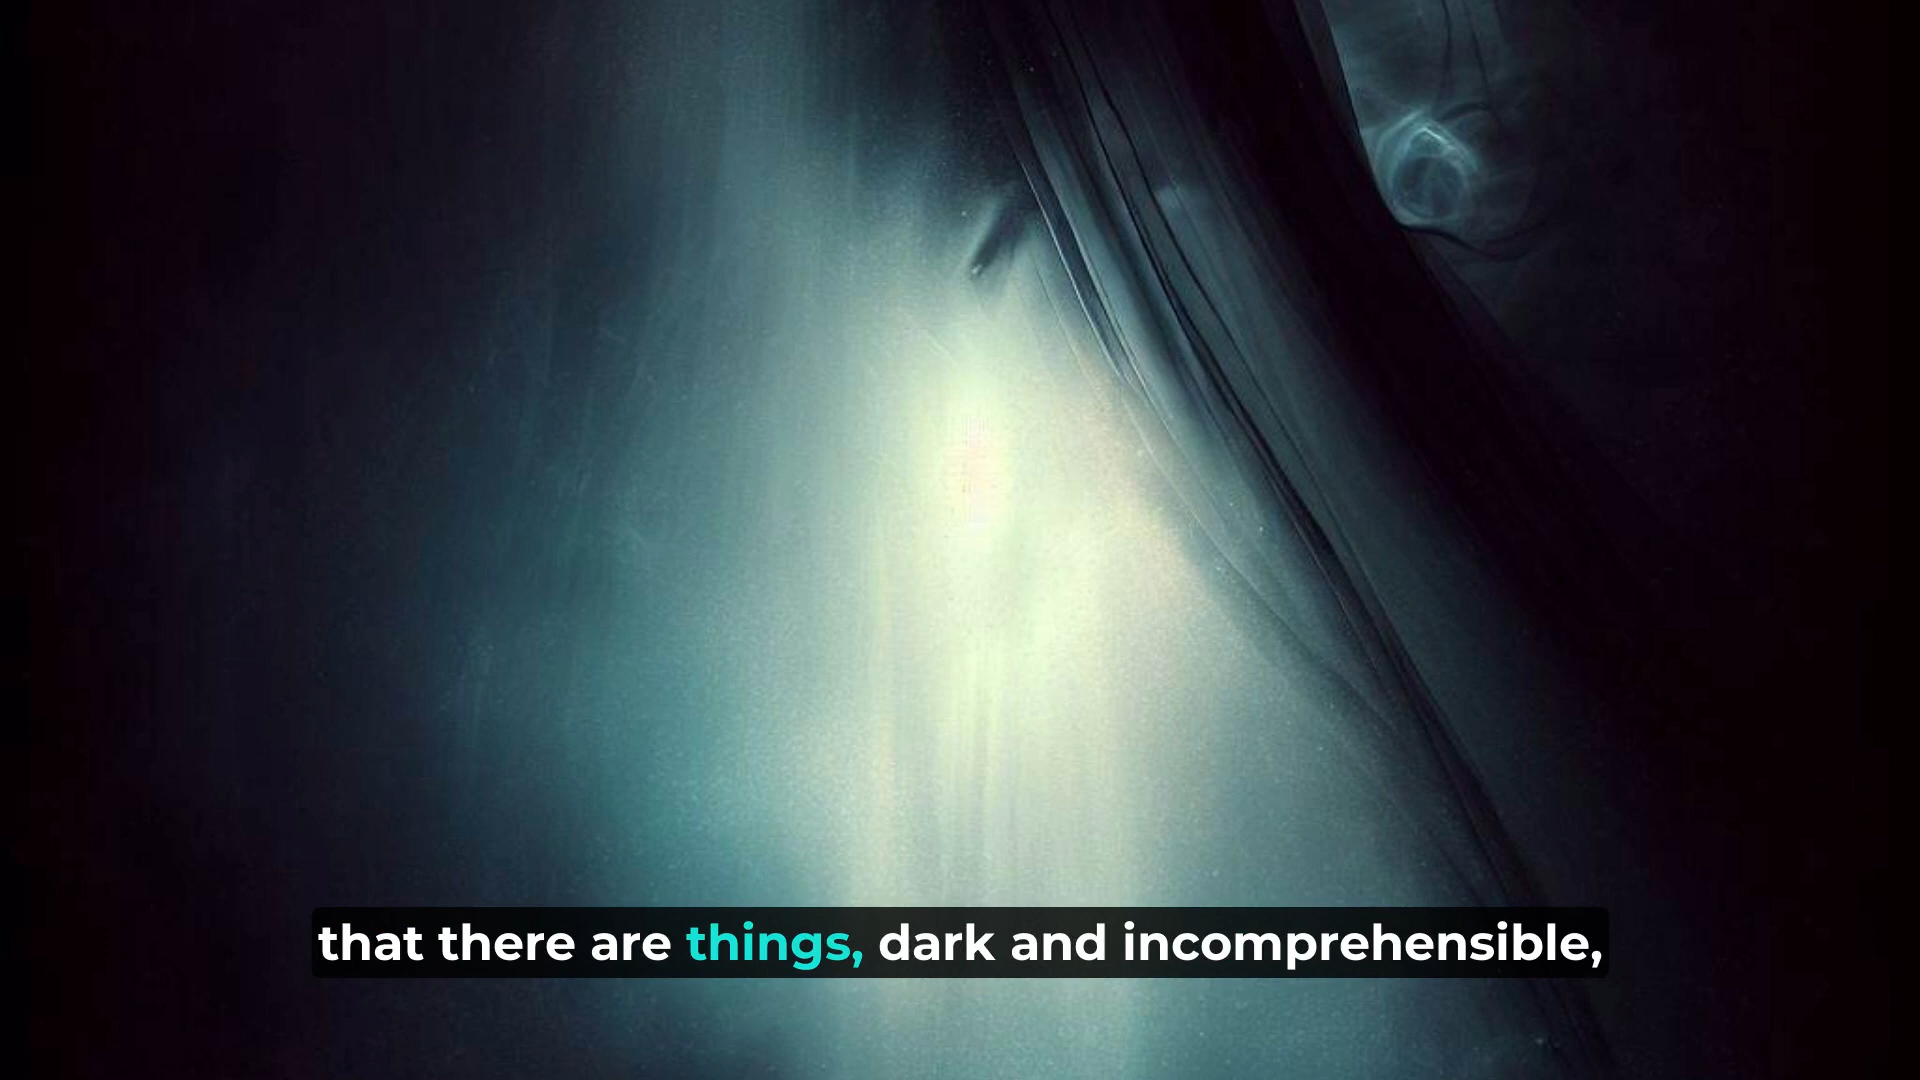 that there are things, dark and incomprehensible,